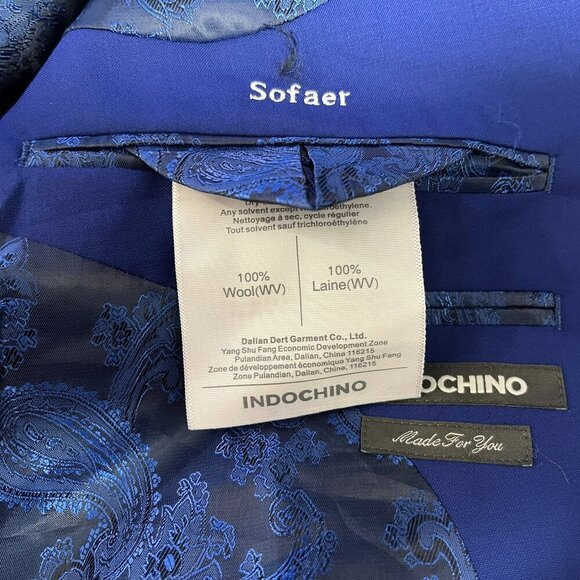 Sofaer
Any solvent except trichloroethylene.
Nettoyage à sec, cycle régulier
Tout solvent sauf trichloroéthylène
100%
Wool(WV)
100%
Laine(WV)
Dalian Dert Garment Co., Ltd.
Yang Shu Fang Economic Development Zone
Pulandian Area, Dalian, China 116215
Zone de développement économique Yang Shu Fang
Zone Pulandian, Dalian, Chine. 116215
INDOCHINO
OCHINO
Made For You